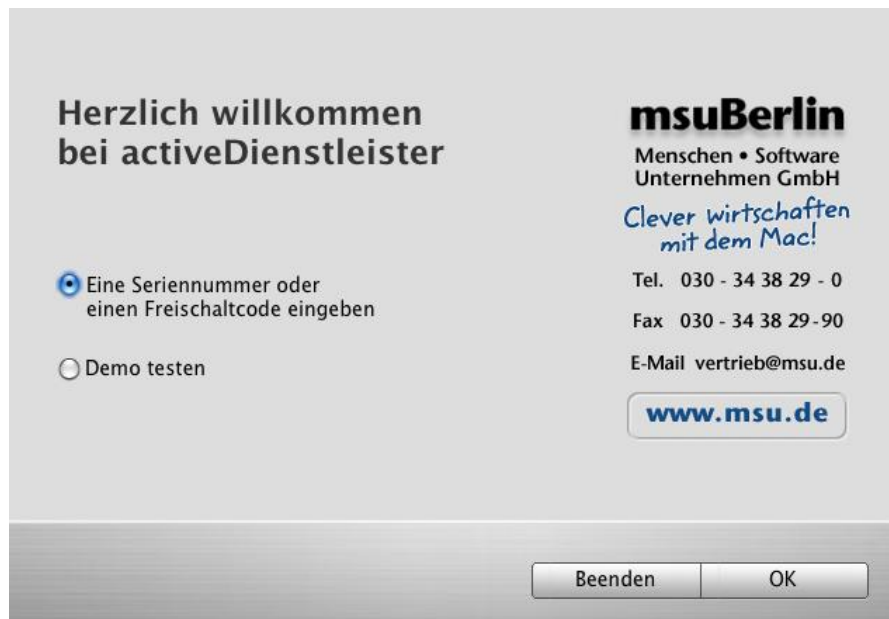 Herzlich willkommen
bei activeDienstleister
Eine Seriennummer oder
einen Freischaltcode eingeben
Demo testen
msuBerlin
Menschen • Software
Unternehmen GmbH
Clever wirtschaften
mit dem Mac!
Tel. 030 - 34 38 29 - 0
Fax 030 - 34 38 29-90
E-Mail vertrieb@msu.de
www.msu.de
Beenden
OK